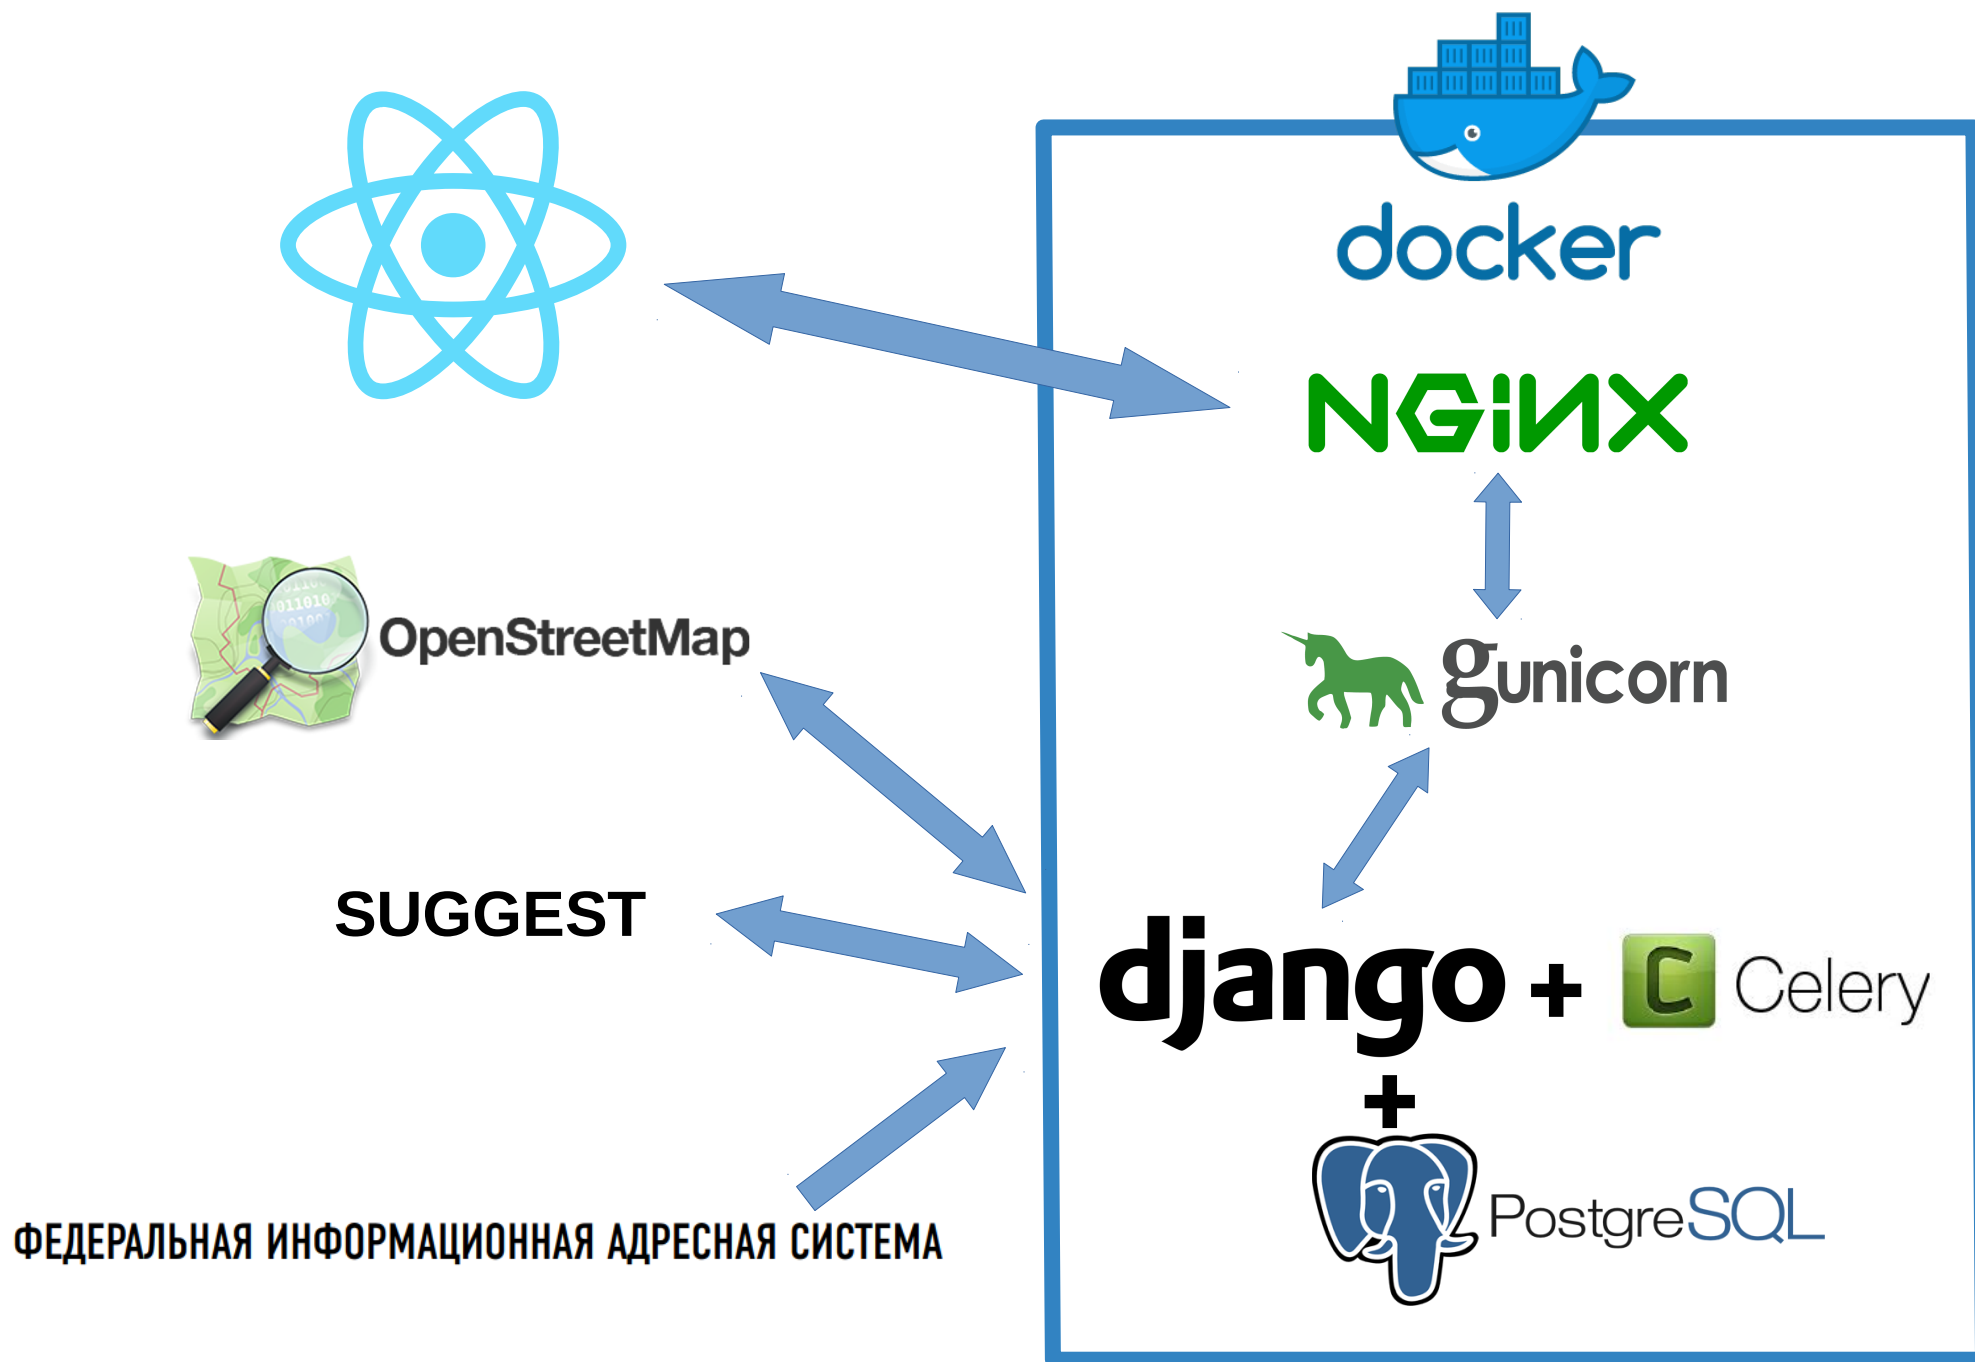 docker
NGINX
OpenStreetMap
gunicorn
SUGGEST
django + C Celery
+
PostgreSQL
ФЕДЕРАЛЬНАЯ ИНФОРМАЦИОННАЯ АДРЕСНАЯ СИСТЕМА